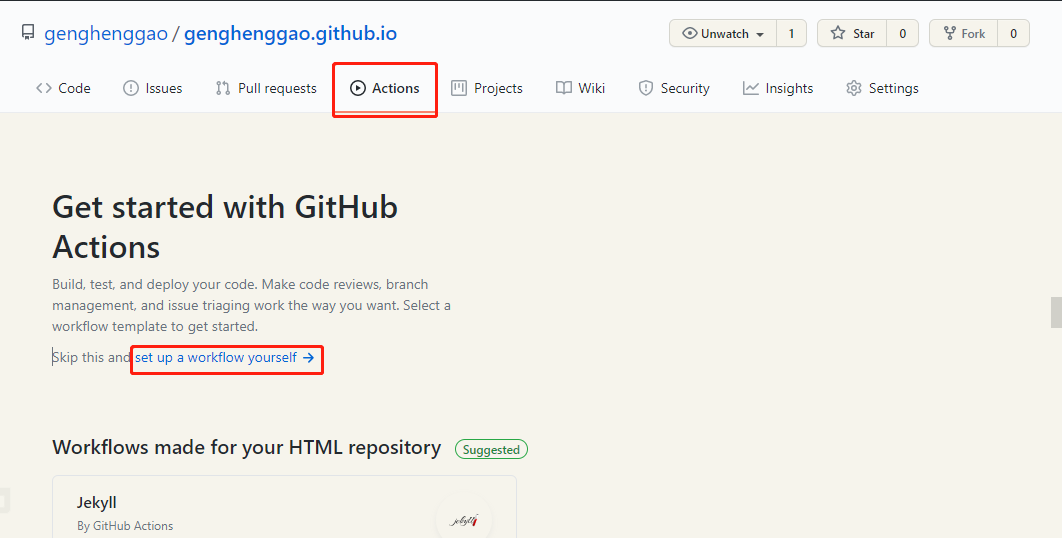 genghenggao / genghenggao.github.io
Unwatch 1 Star 0 Fork 0
Code Issues Pull requests Actions Projects Wiki Security Insights Settings
Get started with GitHub
Actions
Build, test, and deploy your code. Make code reviews, branch
management, and issue triaging work the way you want. Select a
workflow template to get started.
Skip this and set up a workflow yourself →
Workflows made for your HTML repository Suggested
Jekyll
By GitHub Actions
jekyll